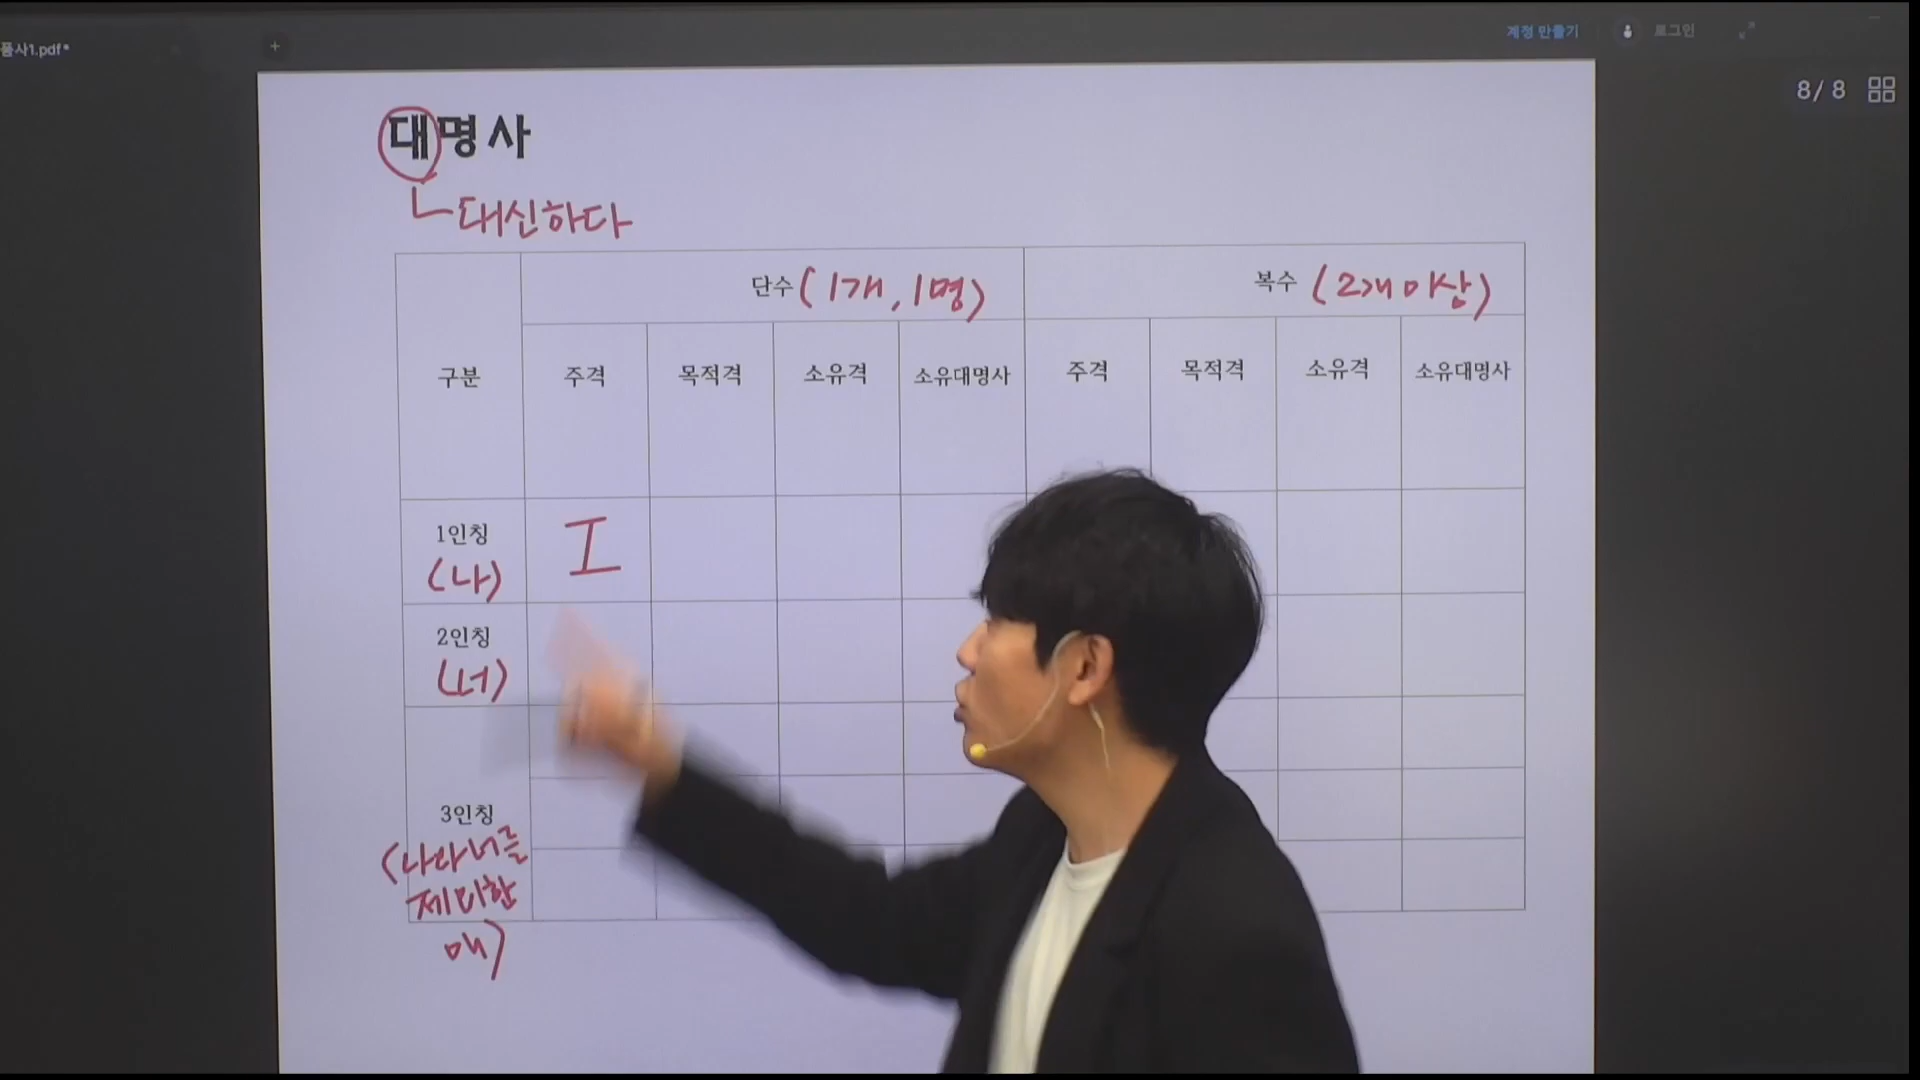 품사1.pdf*
+
계정 만들기
로그인
8/ 8
대명사
대신하다
단수 (1개, 1명)
복수 (2개 이상)
구분
주격
목적격
소유격
소유대명사
주격
목적격
소유격
소유대명사
1인칭
(나)
I
2인칭
(너)
3인칭
(나와 너를
제외한
애)